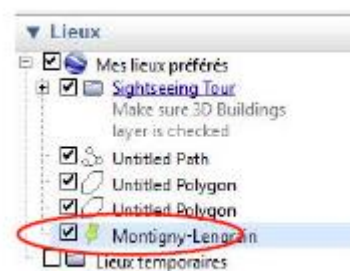 Lieux
Mes lieux préférés
Sightseeing Tour
Make sure 3D Buildings
layer is checked
Untitled Path
Untitled Polygon
Untitled Polygon
Montigny-Lengrain
Lieux temporaires